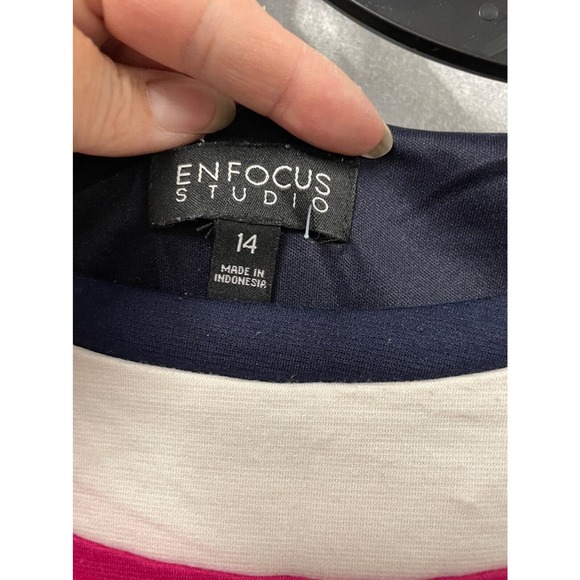 ENFOCUS
STUDIO
14
MADE IN
INDONESIA